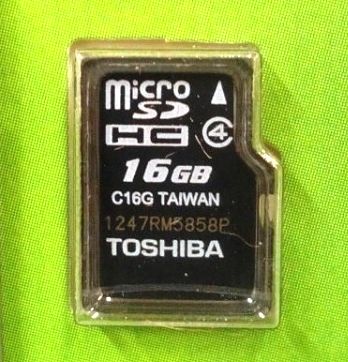 micro
SD
HC 4
16GB
C16G TAIWAN
1247RM5858P
TOSHIBA